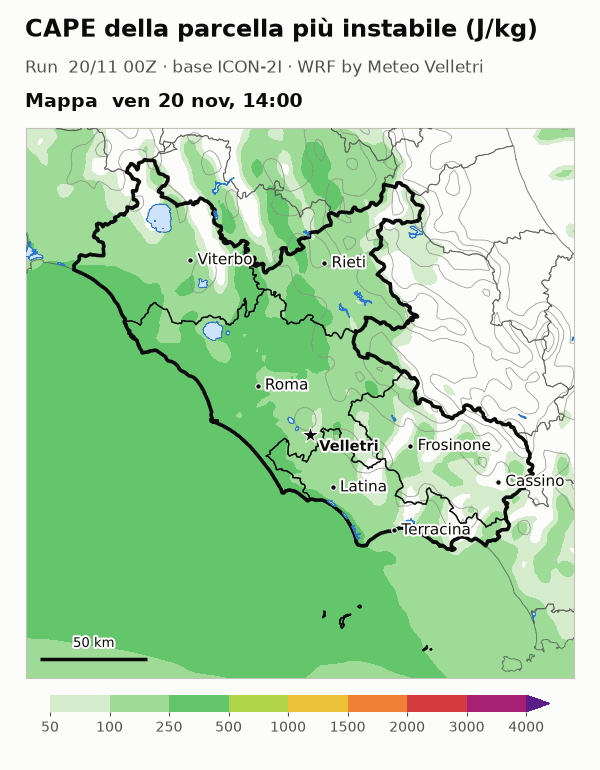 CAPE della parcella più instabile (J/kg)
Run  20/11 00Z · base ICON-2I · WRF by Meteo Velletri
Mappa  ven 20 nov, 14:00
Viterbo
Rieti
Roma
Velletri
Frosinone
Latina
Cassino
Terracina
50 km
50 100 250 500 1000 1500 2000 3000 4000